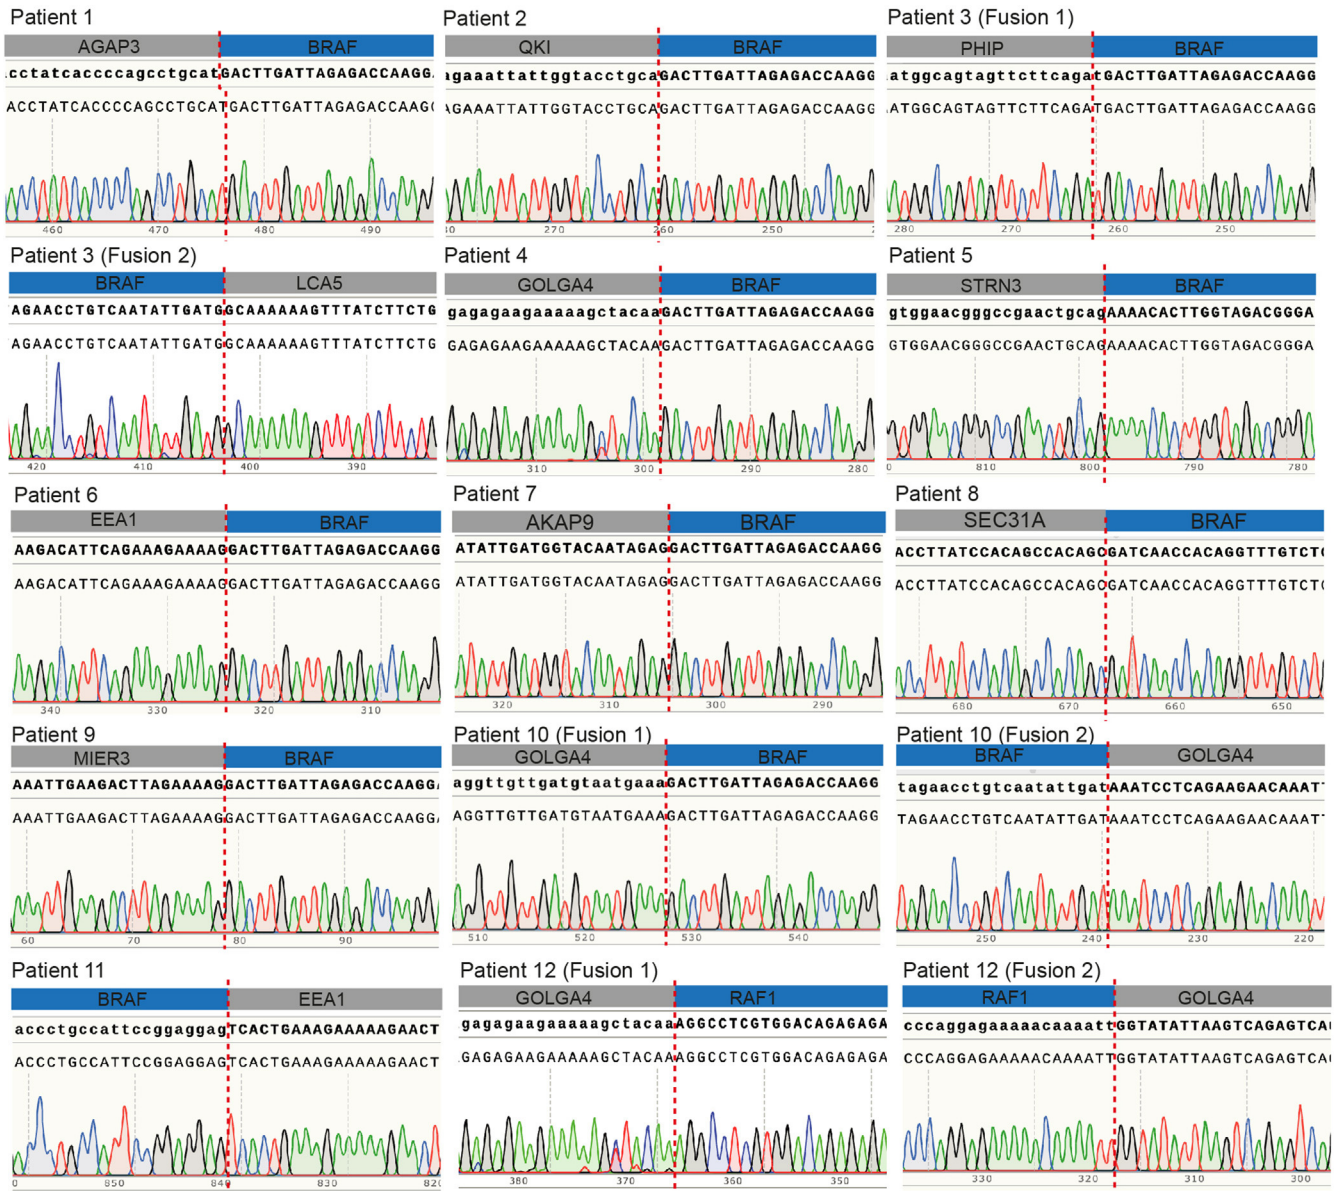 Patient 1
AGAP3 BRAF
cctatcaccccagcctgcatGACTTGATTAGAGACCAAGG
ACCTATCACCCCAGCCTGCATGACTTGATTAGAGACCAAG
460 470 480 490
Patient 2
QKI BRAF
agaaattattggtacctgcaGACTTGATTAGAGACCAAGG
AGAAATTATTGGTACCTGCAGACTTGATTAGAGACCAAGG
270 260 250
Patient 3 (Fusion 1)
PHIP BRAF
atggcagtagttcttcagatGACTTGATTAGAGACCAAGG
ATGGCAGTAGTTCTTCAGATGACTTGATTAGAGACCAAGG
280 270 260 250
Patient 3 (Fusion 2)
BRAF LCA5
AGAACCTGTCAATATTGATGGCAAAAAAGTTTATCTTCTG
AGAACCTGTCAATATTGATGGCAAAAAAGTTTATCTTCTG
420 410 400 390
Patient 4
GOLGA4 BRAF
gagagaagaaaaagctacaaGACTTGATTAGAGACCAAGG
GAGAGAAGAAAAAGCTACAAGACTTGATTAGAGACCAAGG
310 300 290 280
Patient 5
STRN3 BRAF
gtggaacgggccgaactgcagAAAACACTTGGTAGACGGGA
GTGGAACGGGCCGAACTGCAGAAAACACTTGGTAGACGGGA
0 810 800 790 780
Patient 6
EEA1 BRAF
AAGACATTCAGAAAGAAAAGGACTTGATTAGAGACCAAGG
AAGACATTCAGAAAGAAAAGGACTTGATTAGAGACCAAGG
340 330 320 310
Patient 7
AKAP9 BRAF
ATATTGATGGTACAATAGAGGACTTGATTAGAGACCAAGG
ATATTGATGGTACAATAGAGGACTTGATTAGAGACCAAGG
320 310 300 290
Patient 8
SEC31A BRAF
ACCTTATCCACAGCCACAGCGATCAACCACAGGTTTGTCT
ACCTTATCCACAGCCACAGCGATCAACCACAGGTTTGTCT
680 670 660 650
Patient 9
MIER3 BRAF
AAATTGAAGACTTAGAAAAGGACTTGATTAGAGACCAAGG
AAATTGAAGACTTAGAAAAGGACTTGATTAGAGACCAAGG
60 70 80 90
Patient 10 (Fusion 1)
GOLGA4 BRAF
aggttgttgatgtaatgaaaGACTTGATTAGAGACCAAGG
AGGTTGTTGATGTAATGAAAGACTTGATTAGAGACCAAGG
510 520 530 540
Patient 10 (Fusion 2)
BRAF GOLGA4
tagaacctgtcaatattgatAAATCCTCAGAAGAACAAAT
TAGAACCTGTCAATATTGATAAATCCTCAGAAGAACAAAT
250 240 230 220
Patient 11
BRAF EEA1
accctgccattccggaggagTCACTGAAAGAAAAAGAACT
ACCCTGCCATTCCGGAGGAGTCACTGAAAGAAAAAGAACT
0 850 840 830 820
Patient 12 (Fusion 1)
GOLGA4 RAF1
gagagaagaaaaagctacaaAGGCCTCGTGGACAGAGAGA
GAGAGAAGAAAAAGCTACAAAGGCCTCGTGGACAGAGAGA
380 370 360 350
Patient 12 (Fusion 2)
RAF1 GOLGA4
cccaggagaaaaacaaaattGGTATATTAAGTCAGAGTCA
CCCAGGAGAAAAACAAAATTGGTATATTAAGTCAGAGTCA
330 320 310 300